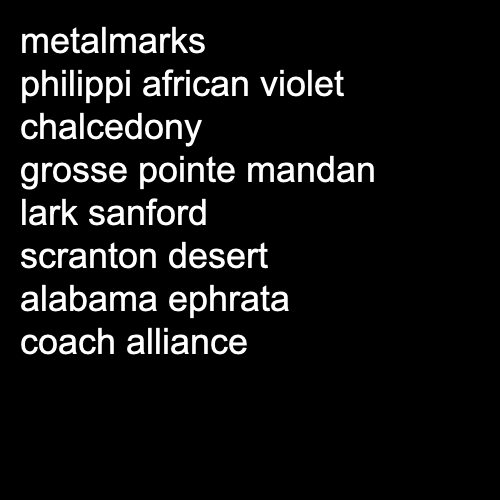 metalmarks
philippi african violet
chalcedony
grosse pointe mandan
lark sanford
scranton desert
alabama ephrata
coach alliance